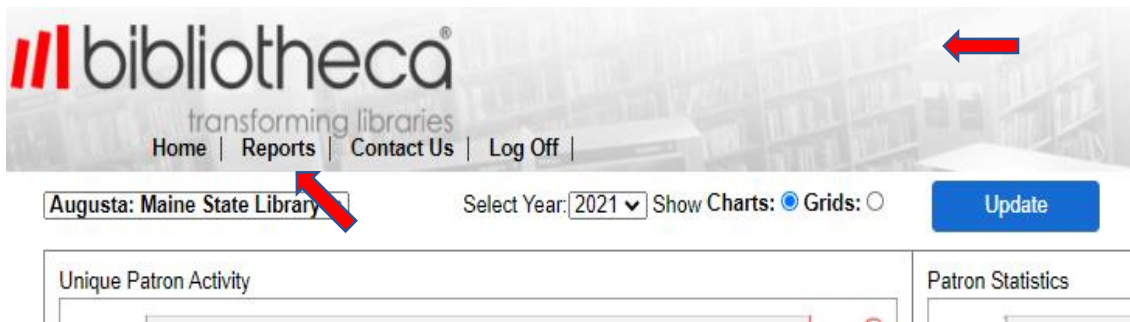 bibliotheca®
transforming libraries
Home | Reports | Contact Us | Log Off |
Augusta: Maine State Library
Select Year: 2021 Show Charts: Grids:
Update
Unique Patron Activity
Patron Statistics